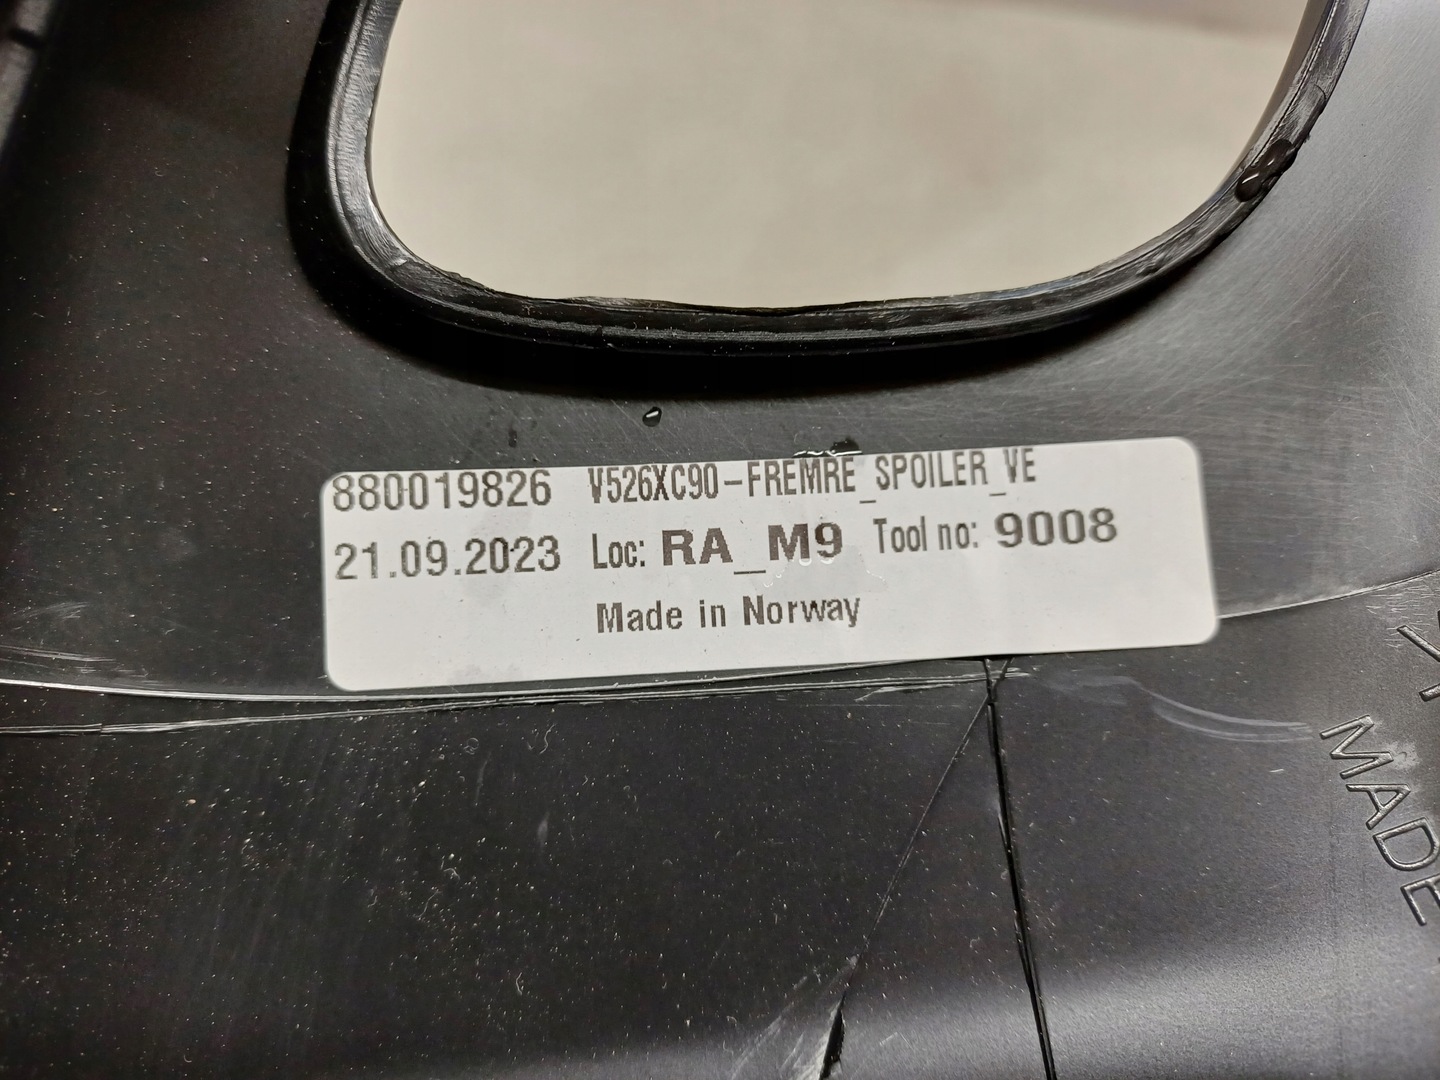 880019826 V526XC90-FREMRE_SPOILER_VE
21.09.2023 Loc: RA_M9 Tool no: 9008
Made in Norway
MADE